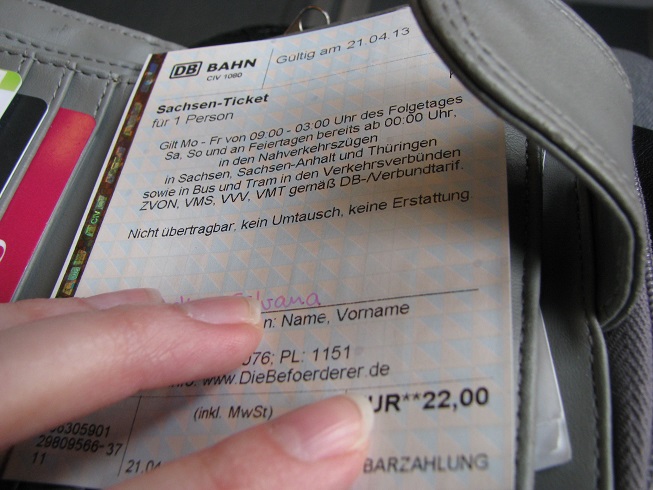 DB BAHN
CIV 1080
Gültig am 21.04.13
Sachsen-Ticket
für 1 Person
Gilt Mo - Fr von 09:00 - 03:00 Uhr des Folgetages
Sa, So und an Feiertagen bereits ab 00:00 Uhr,
in den Nahverkehrszügen
in Sachsen, Sachsen-Anhalt und Thüringen
sowie in Bus und Tram in den Verkehrsverbünden
ZVON, VMS, VVV, VMT gemäß DB-/Verbundtarif.
Nicht übertragbar, kein Umtausch, keine Erstattung.
n: Name, Vorname
076; PL: 1151
www.DieBefoerderer.de
(inkl. MwSt)
UR**22,00
6305901
29809566-37
11
21.04
BARZAHLUNG